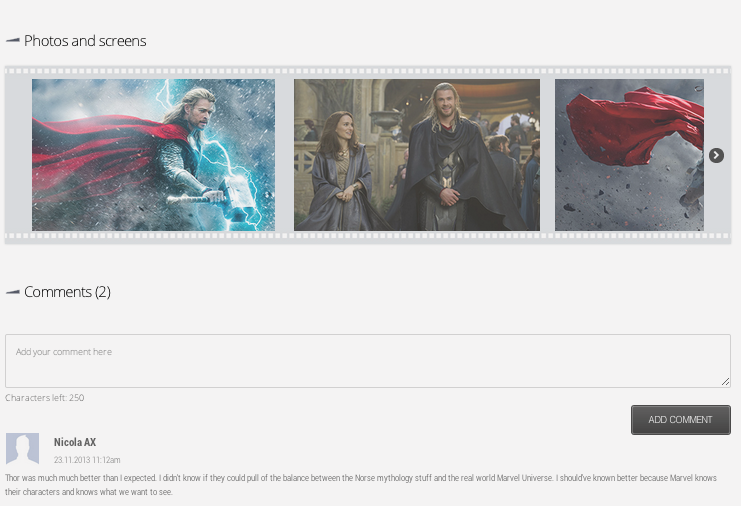 Photos and screens
Comments (2)
Add your comment here
Characters left: 250
ADD COMMENT
Nicola AX
23.11.2013 11:12am
Thor was much much better than I expected. I didn't know if they could pull of the balance between the Norse mythology stuff and the real world Marvel Universe. I should've known better because Marvel knows
their characters and knows what we want to see.